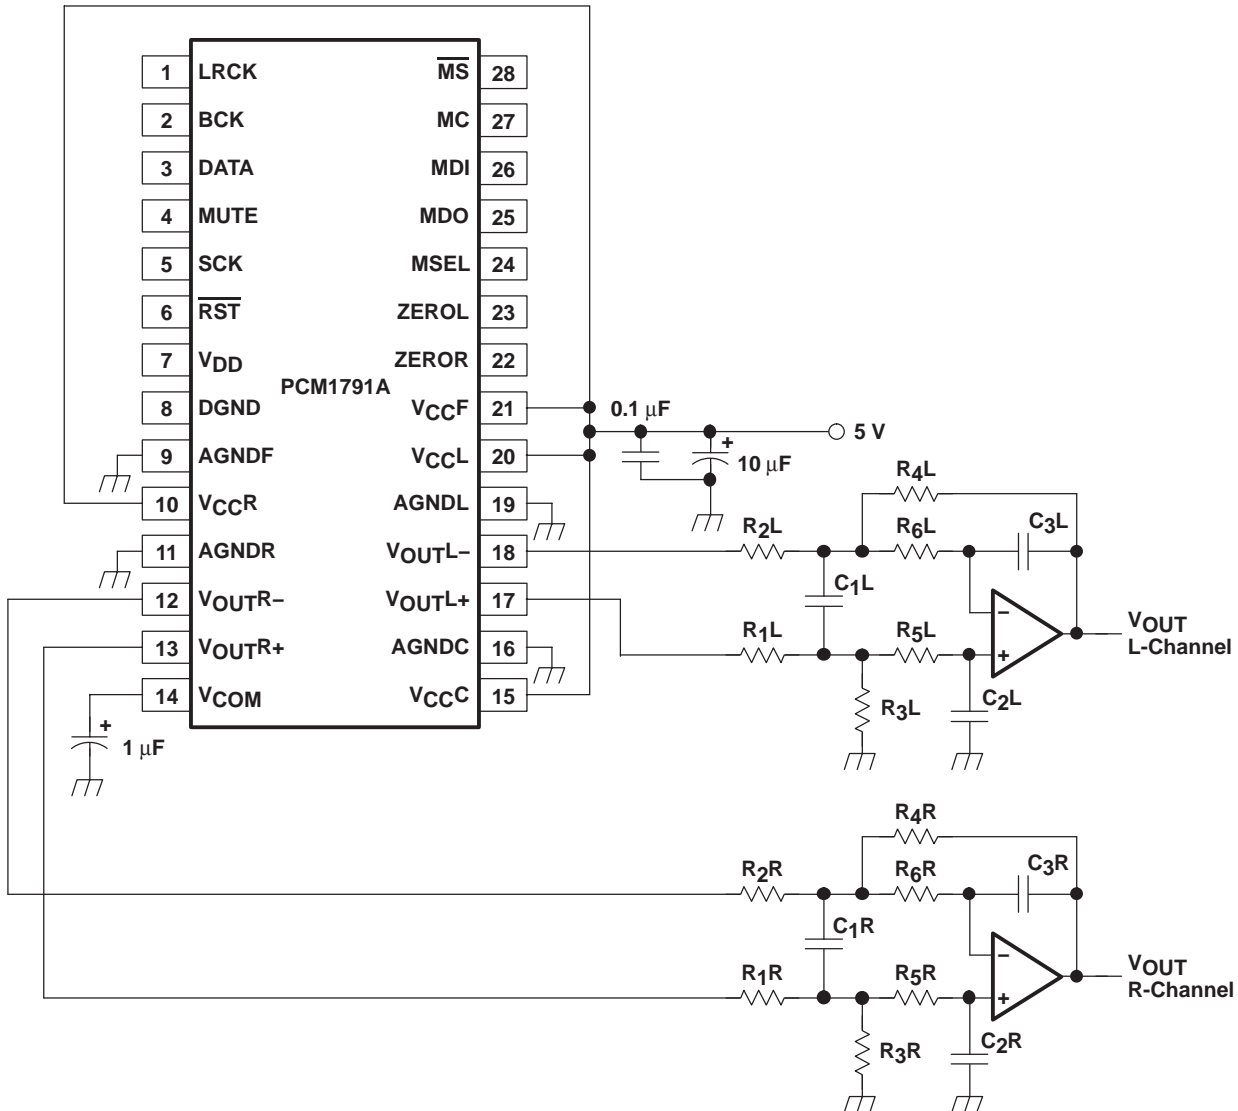 1 LRCK
M̅S̅ 28
2 BCK
MC 27
3 DATA
MDI 26
4 MUTE
MDO 25
5 SCK
MSEL 24
6 R̅S̅T̅
ZEROL 23
7 VDD
ZEROR 22
PCM1791A
8 DGND
VCCF 21
9 AGNDF
VCCL 20
10 VCCR
AGNDL 19
11 AGNDR
VOUTL– 18
12 VOUTR–
VOUTL+ 17
13 VOUTR+
AGNDC 16
14 VCOM
VCCC 15
0.1 μF
+
10 μF
5 V
+
1 μF
R4L
R2L
R6L
C3L
C1L
R1L
R5L
–
+
VOUT
L-Channel
R3L
C2L
R4R
R2R
R6R
C3R
C1R
R1R
R5R
–
+
VOUT
R-Channel
R3R
C2R